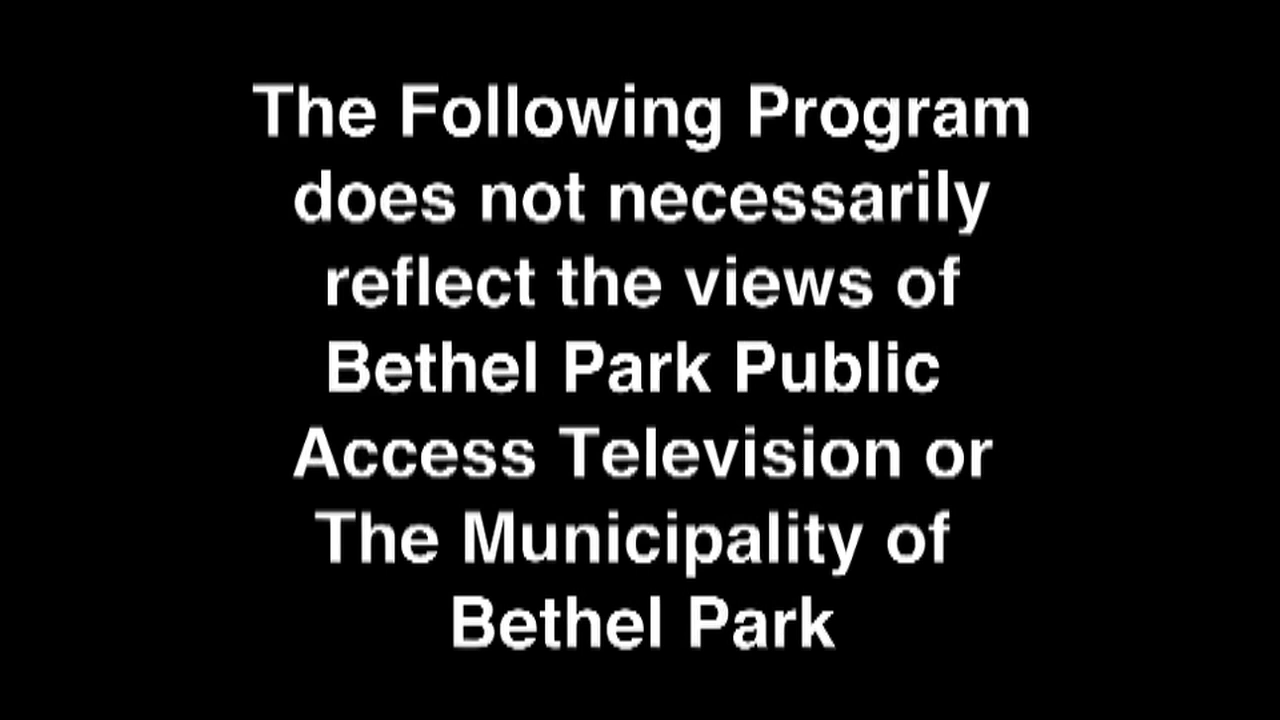 The Following Program
does not necessarily
reflect the views of
Bethel Park Public
Access Television or
The Municipality of
Bethel Park